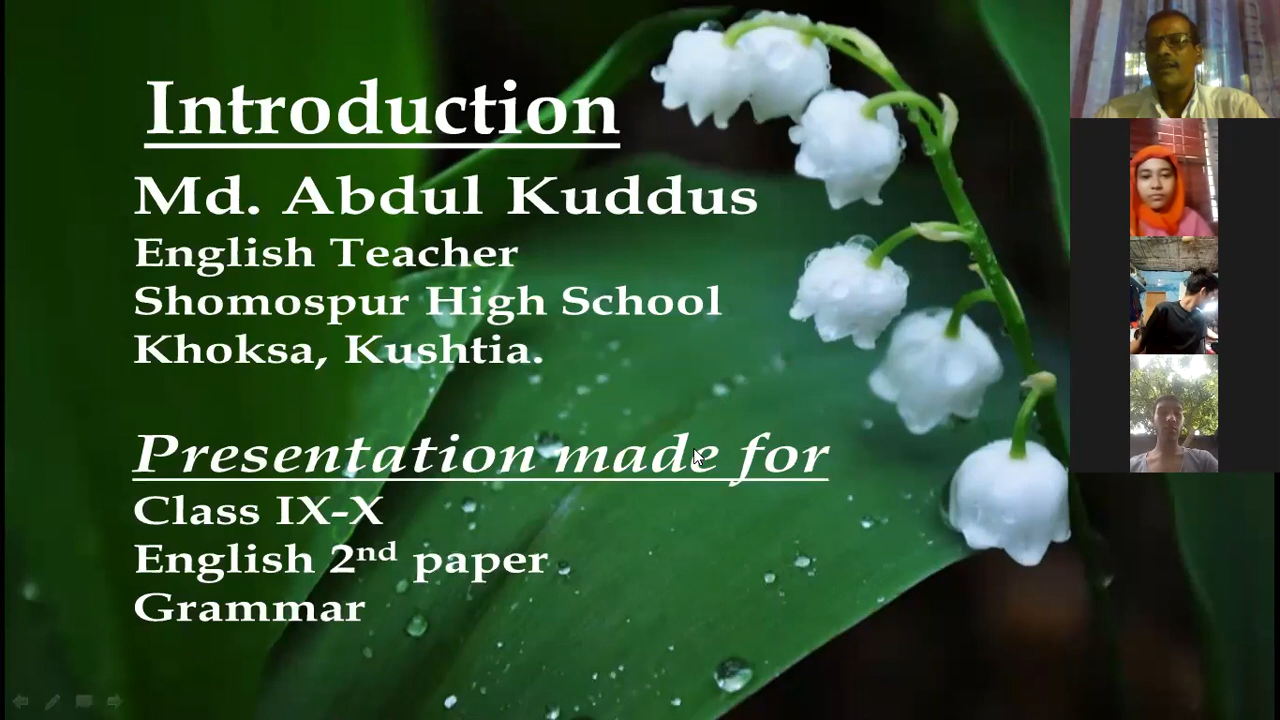 Introduction
Md. Abdul Kuddus
English Teacher
Shomospur High School
Khoksa, Kushtia.
Presentation made for
Class IX-X
English 2nd paper
Grammar